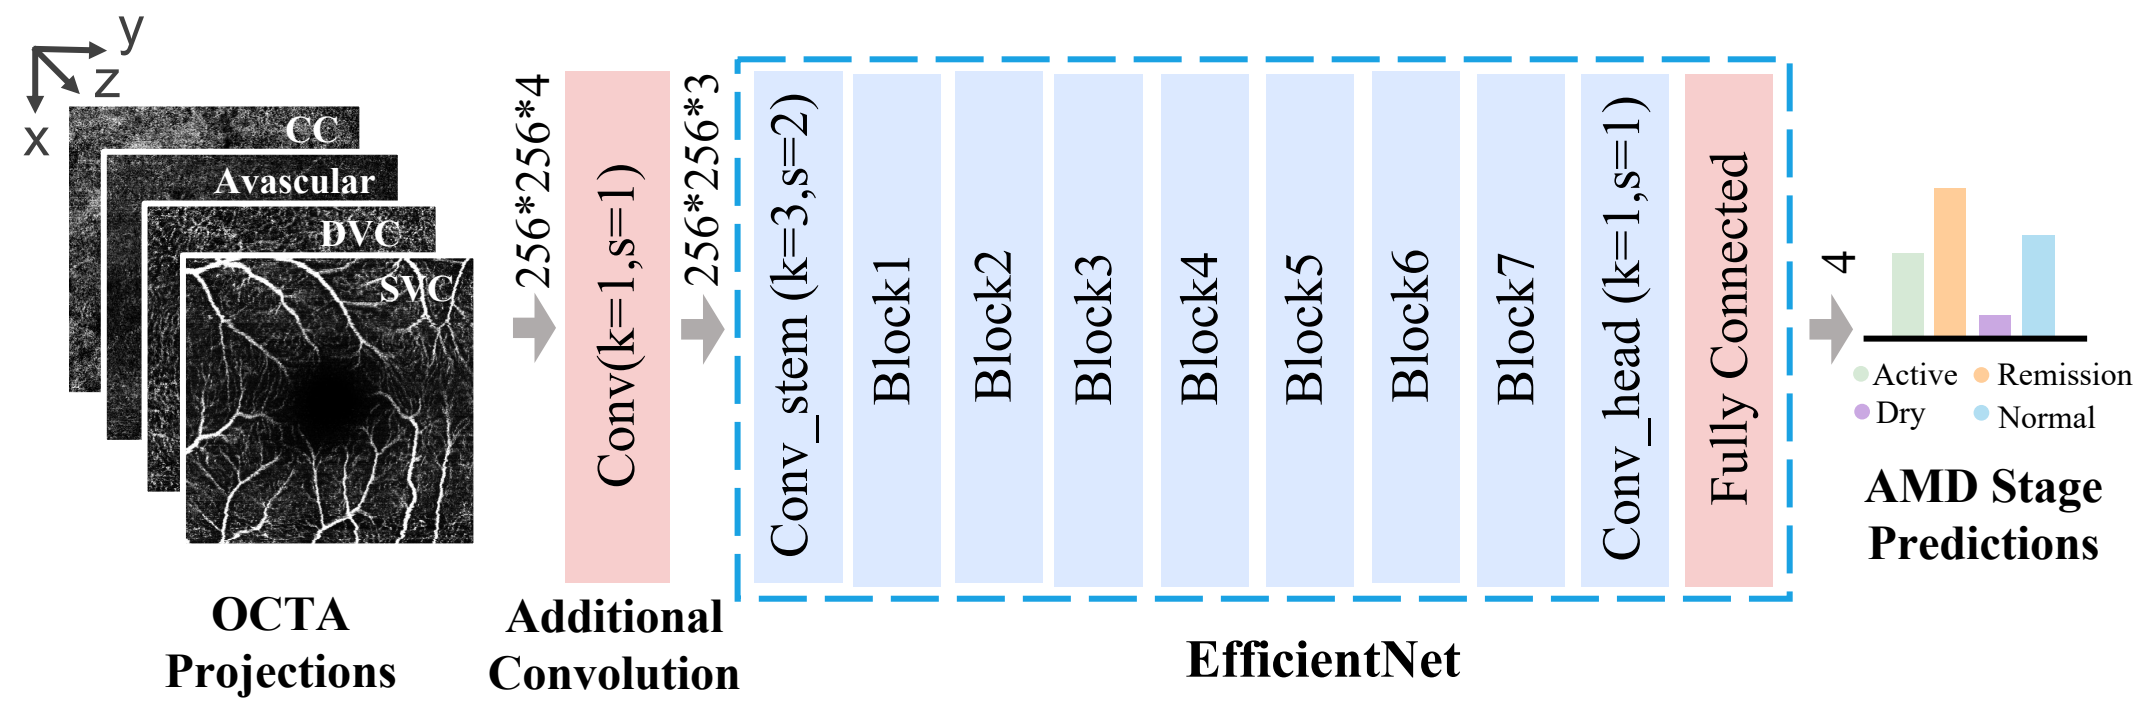 y
z
x
CC
Avascular
DVC
SVC
OCTA
Projections
256*256*4
Conv(k=1,s=1)
Additional
Convolution
256*256*3
Conv_stem (k=3,s=2)
Block1
Block2
Block3
Block4
Block5
Block6
Block7
Conv_head (k=1,s=1)
Fully Connected
EfficientNet
4
Active
Remission
Dry
Normal
AMD Stage
Predictions